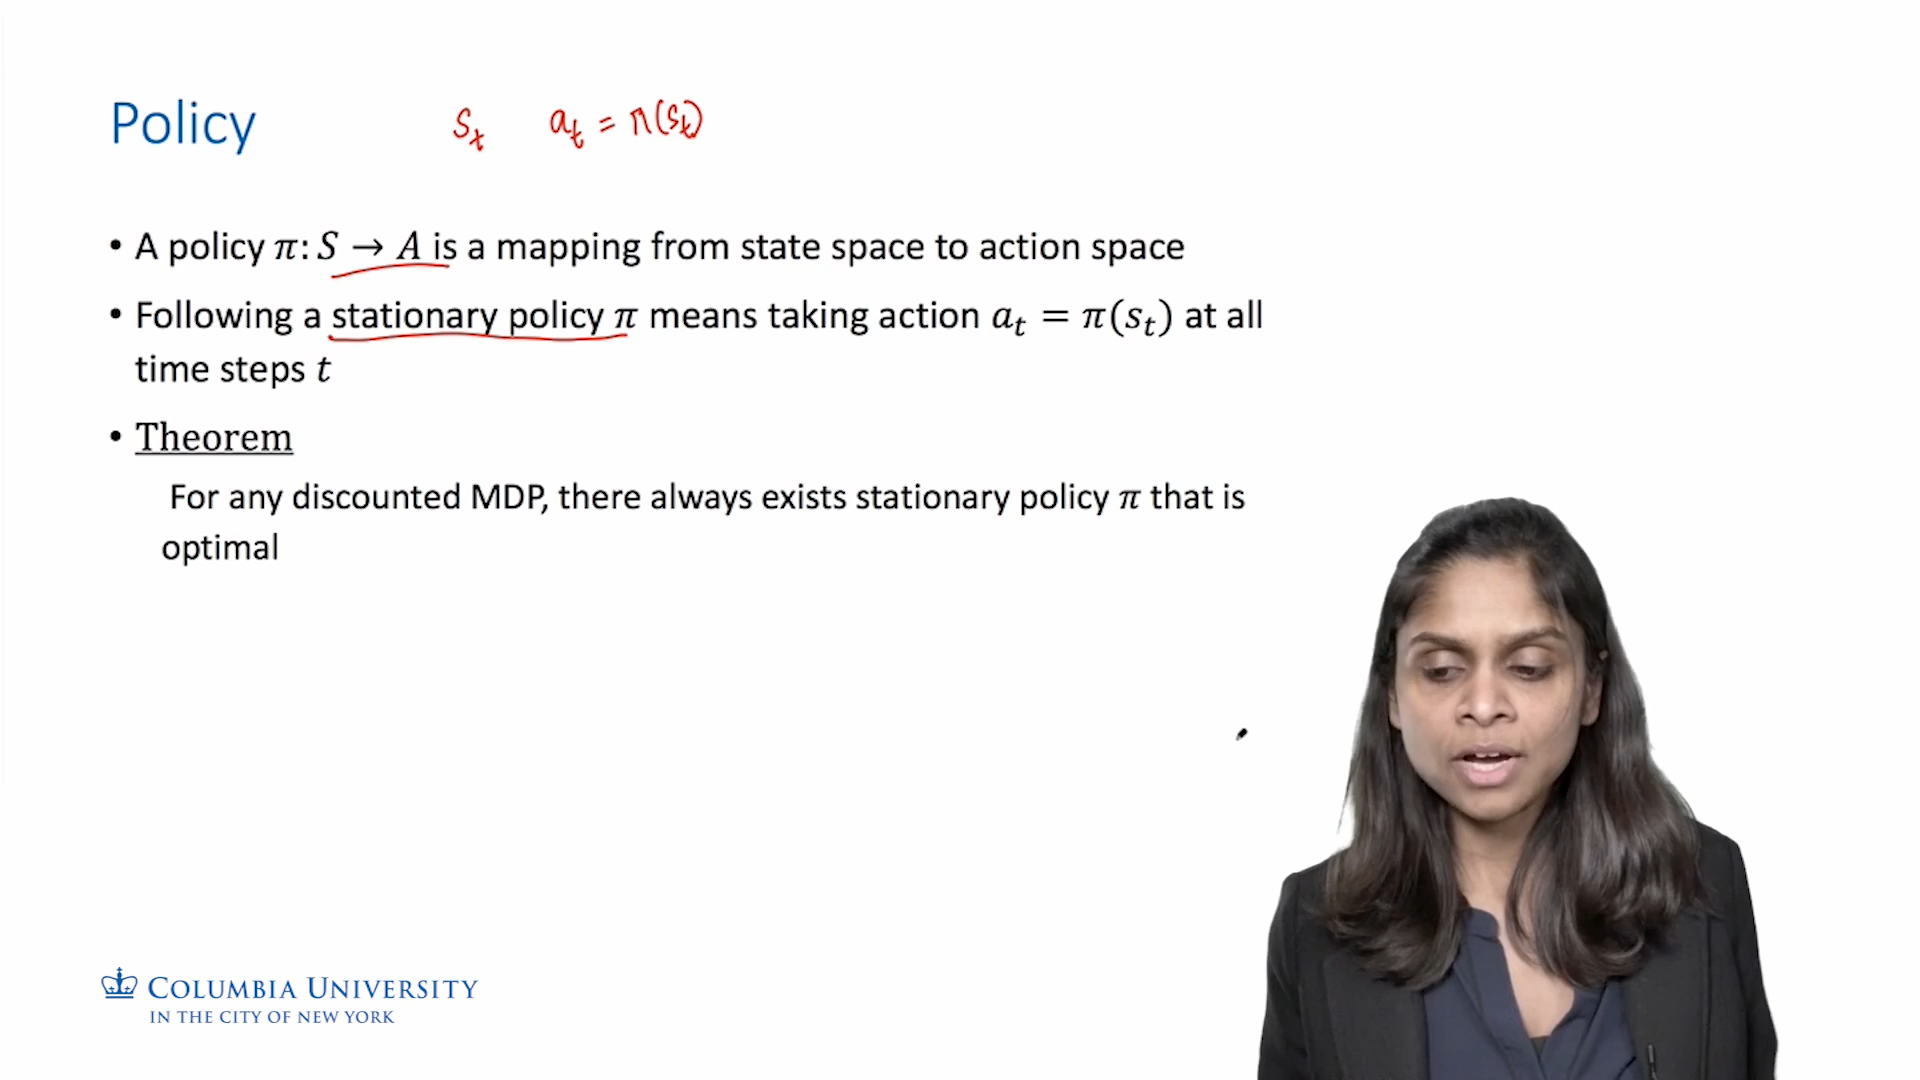 Policy s_t a_t = π(s_t)
• A policy π: S → A is a mapping from state space to action space
• Following a stationary policy π means taking action a_t = π(s_t) at all
time steps t
• Theorem
For any discounted MDP, there always exists stationary policy π that is
optimal
COLUMBIA UNIVERSITY
IN THE CITY OF NEW YORK